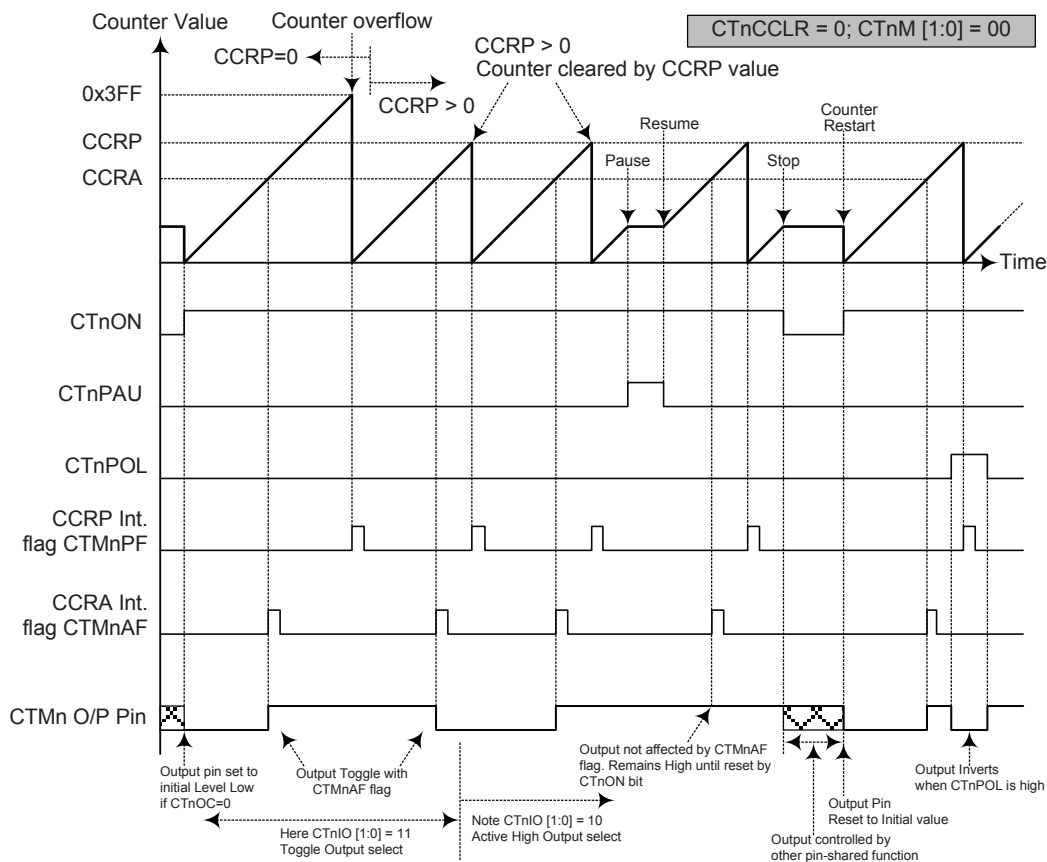 Counter Value
Counter overflow
CTnCCLR = 0; CTnM [1:0] = 00
CCRP=0
CCRP > 0
CCRP > 0
Counter cleared by CCRP value
0x3FF
CCRP
CCRA
Pause
Resume
Stop
Counter
Restart
Time
CTnON
CTnPAU
CTnPOL
CCRP Int.
flag CTMnPF
CCRA Int.
flag CTMnAF
CTMn O/P Pin
Output pin set to
initial Level Low
if CTnOC=0
Output Toggle with
CTMnAF flag
Output not affected by CTMnAF
flag. Remains High until reset by
CTnON bit
Output Inverts
when CTnPOL is high
Output Pin
Reset to Initial value
Here CTnIO [1:0] = 11
Toggle Output select
Note CTnIO [1:0] = 10
Active High Output select
Output controlled by
other pin-shared function